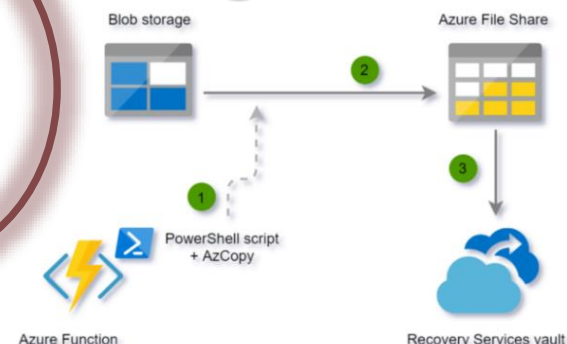 Blob storage
Azure File Share
2
3
1
PowerShell script
+ AzCopy
Azure Function
Recovery Services vault